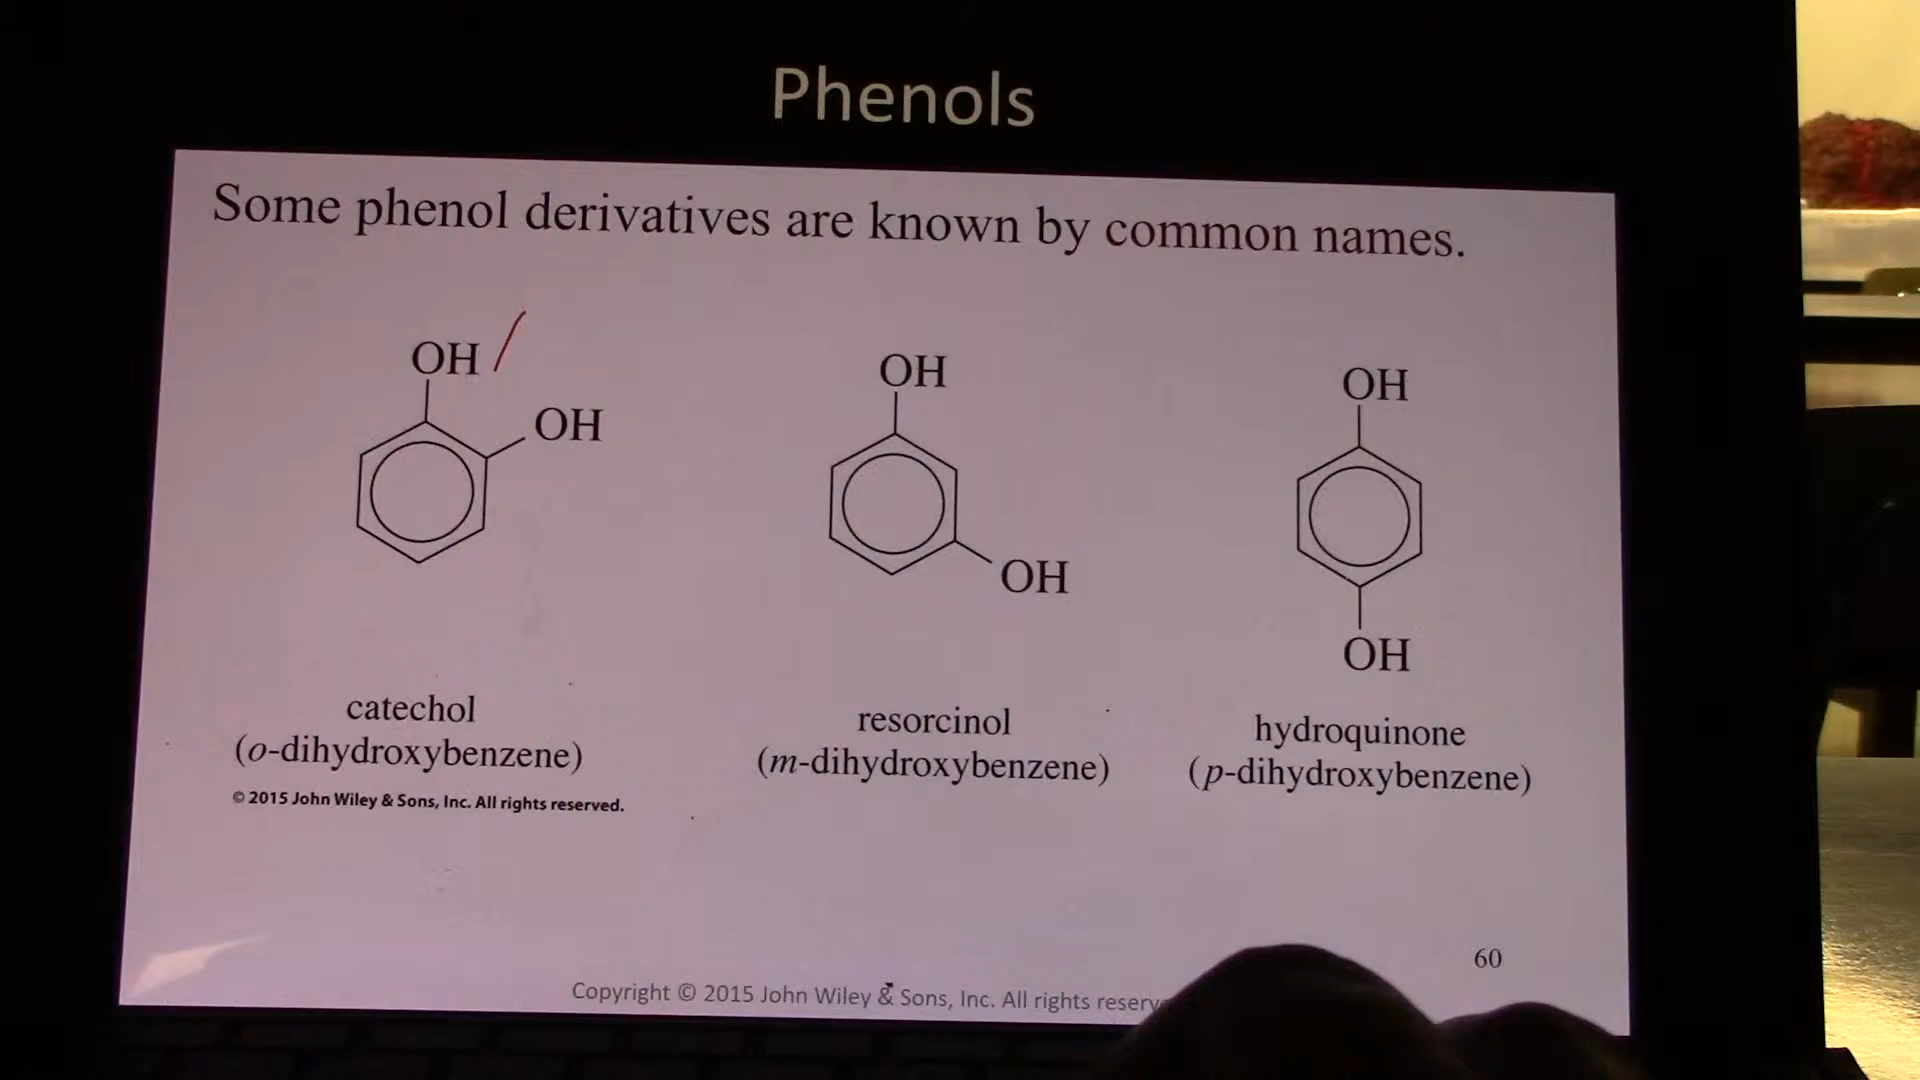 Phenols
Some phenol derivatives are known by common names.
OH
OH
OH
OH
OH
OH
catechol
(o-dihydroxybenzene)
resorcinol
(m-dihydroxybenzene)
hydroquinone
(p-dihydroxybenzene)
© 2015 John Wiley & Sons, Inc. All rights reserved.
60
Copyright © 2015 John Wiley & Sons, Inc. All rights reserv